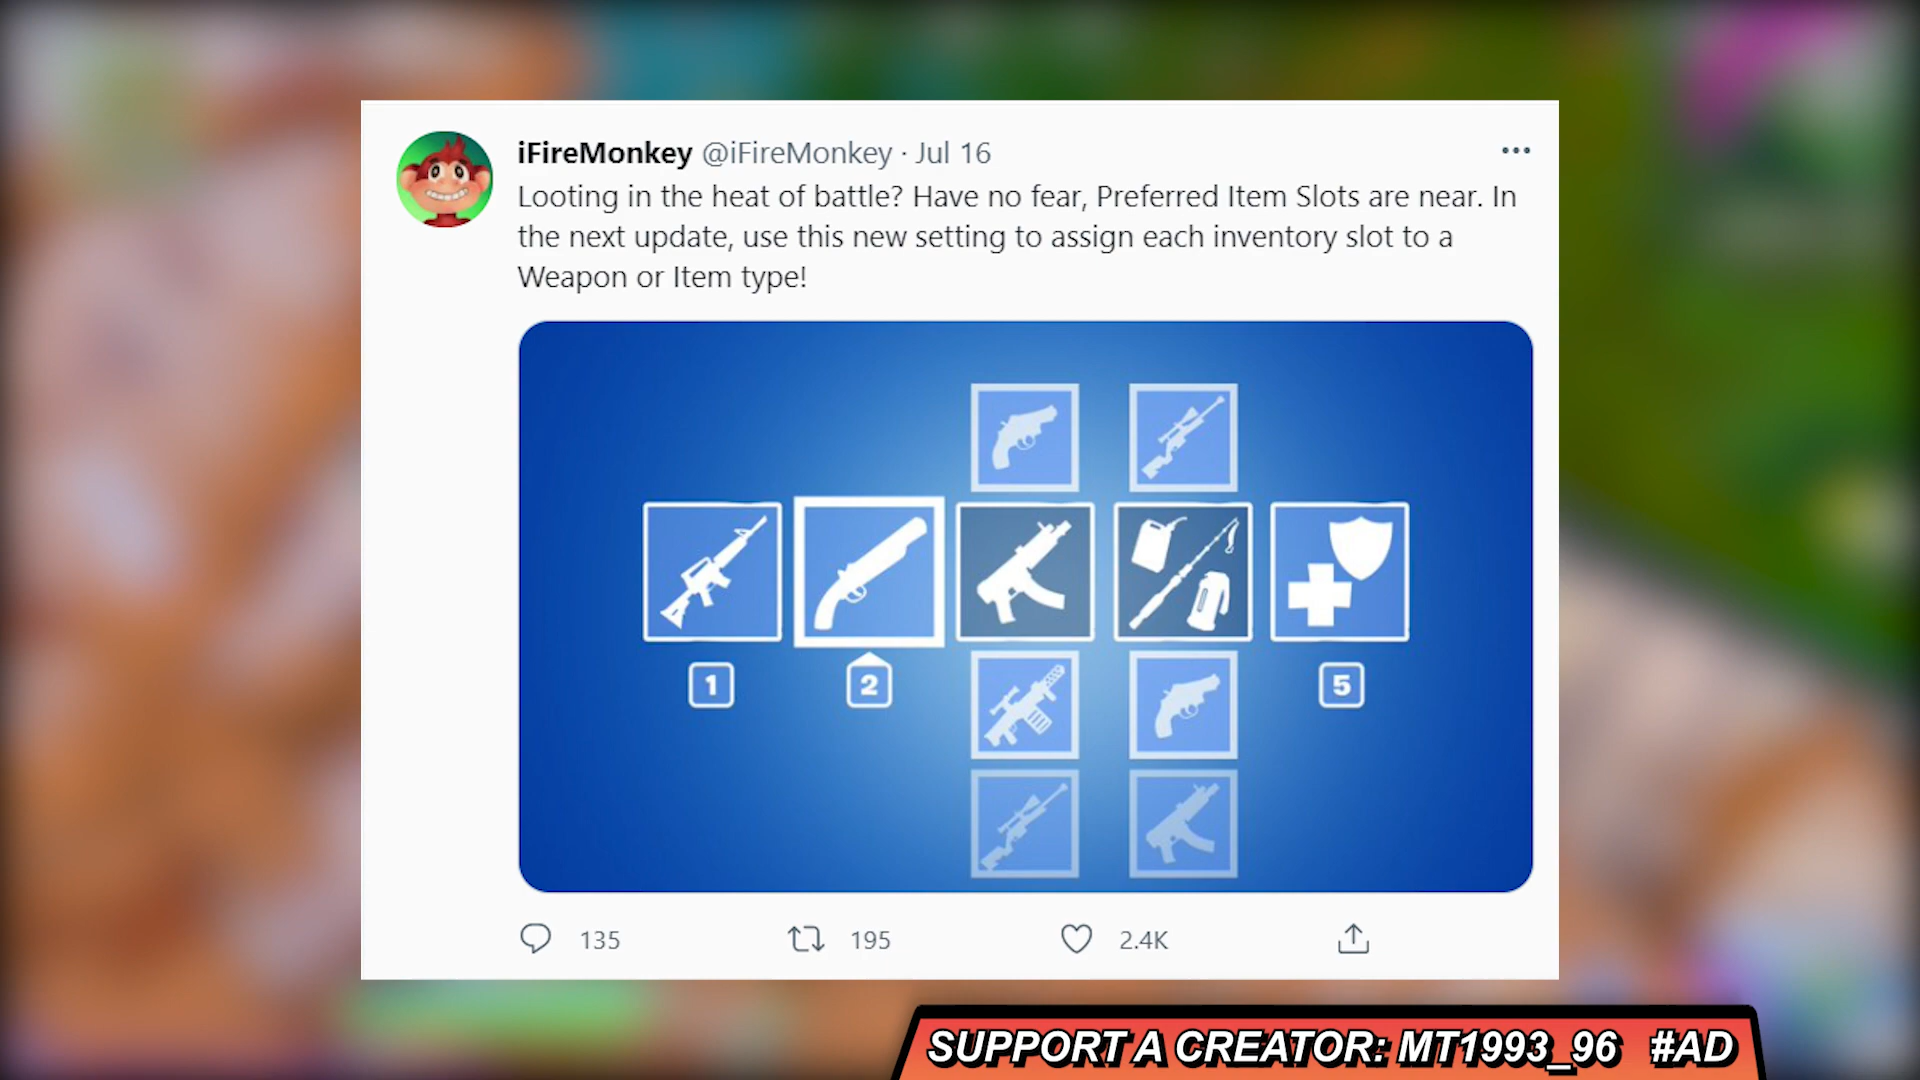 iFireMonkey @iFireMonkey · Jul 16
Looting in the heat of battle? Have no fear, Preferred Item Slots are near. In
the next update, use this new setting to assign each inventory slot to a
Weapon or Item type!
1 2 5
135 195 2.4K
SUPPORT A CREATOR: MT1993_96 #AD